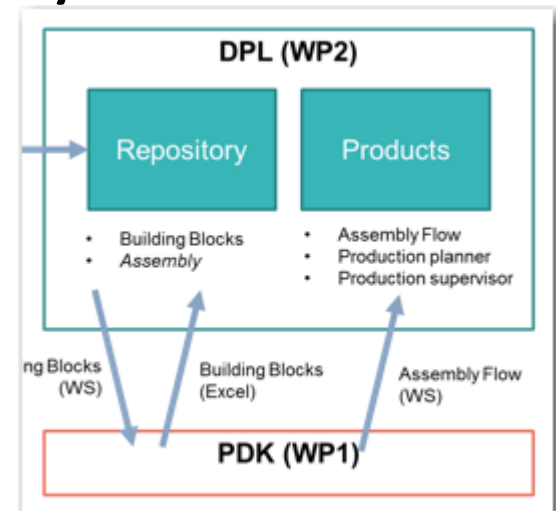 DPL (WP2)
Repository
Products
• Building Blocks
• Assembly
• Assembly Flow
• Production planner
• Production supervisor
ng Blocks
(WS)
Building Blocks
(Excel)
Assembly Flow
(WS)
PDK (WP1)